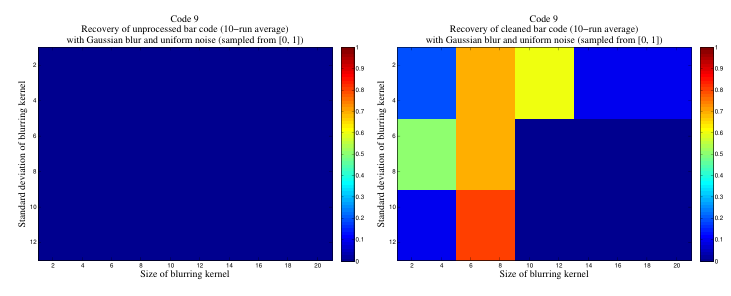 Code 9
Recovery of unprocessed bar code (10−run average)
with Gaussian blur and uniform noise (sampled from [0, 1])
Standard deviation of blurring kernel
2
4
6
8
10
12
2 4 6 8 10 12 14 16 18 20
Size of blurring kernel
1
0.9
0.8
0.7
0.6
0.5
0.4
0.3
0.2
0.1
0
Code 9
Recovery of cleaned bar code (10−run average)
with Gaussian blur and uniform noise (sampled from [0, 1])
Standard deviation of blurring kernel
2
4
6
8
10
12
2 4 6 8 10 12 14 16 18 20
Size of blurring kernel
1
0.9
0.8
0.7
0.6
0.5
0.4
0.3
0.2
0.1
0